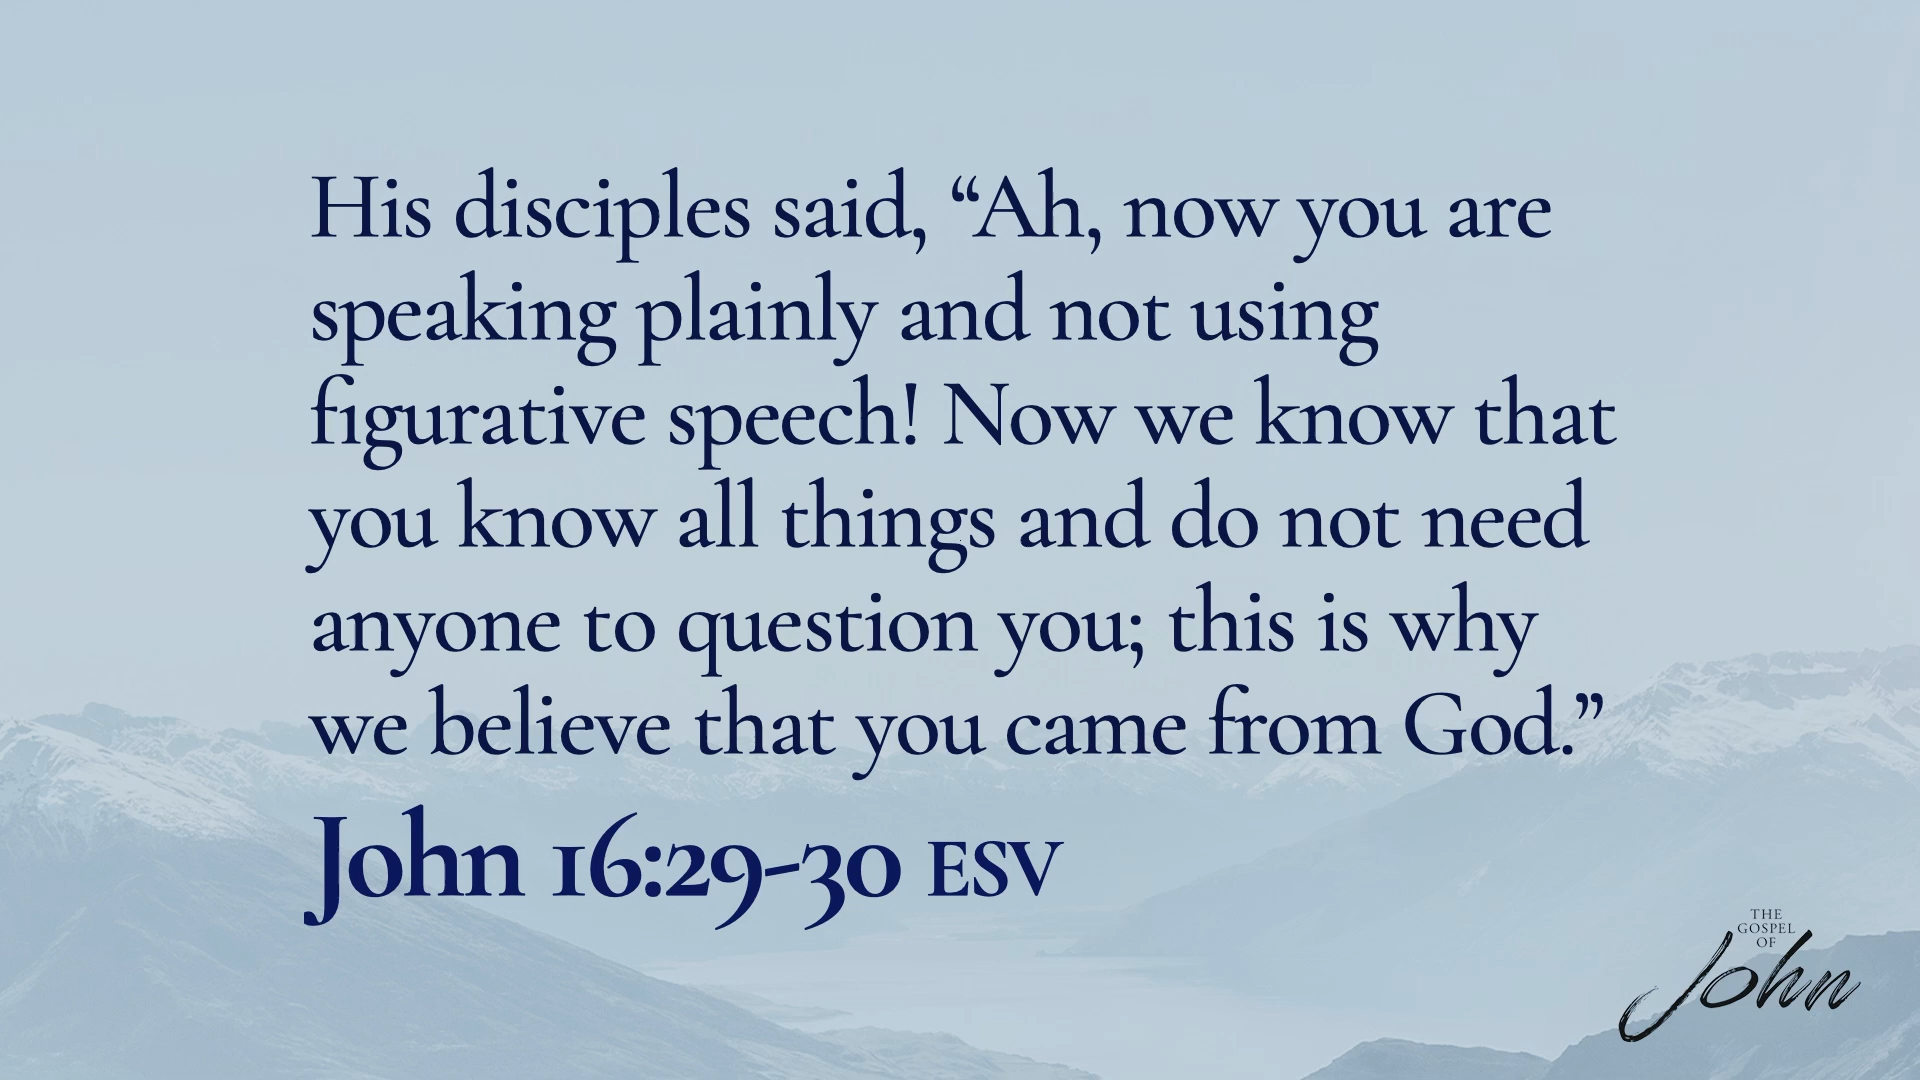 His disciples said, “Ah, now you are
speaking plainly and not using
figurative speech! Now we know that
you know all things and do not need
anyone to question you; this is why
we believe that you came from God.”
John 16:29-30 ESV
THE
GOSPEL
OF
John